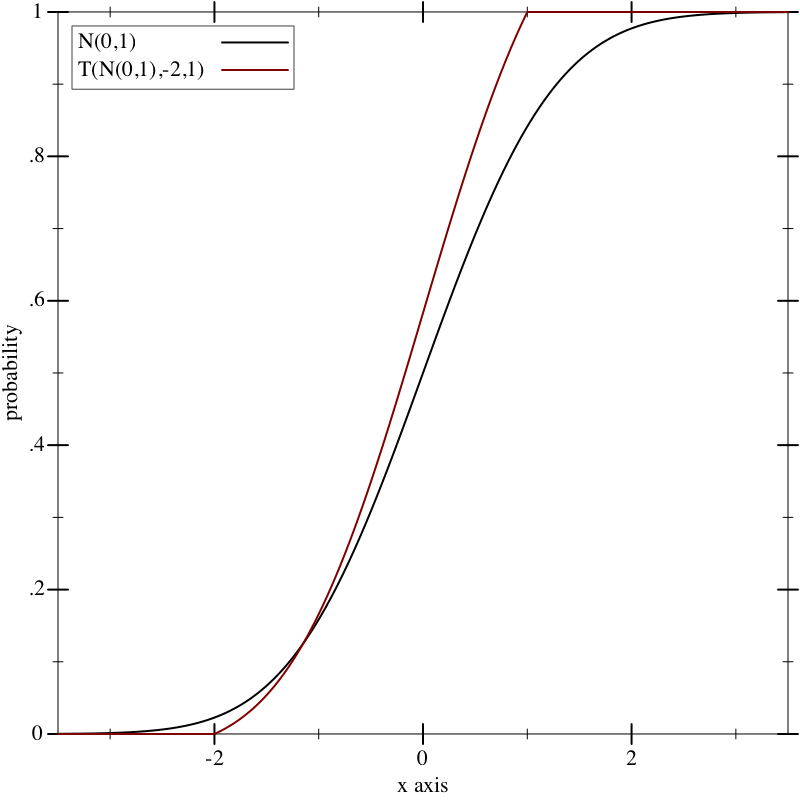 1
N(0,1)
T(N(0,1),-2,1)
.8
.6
probability
.4
.2
0
-2 0 2
x axis